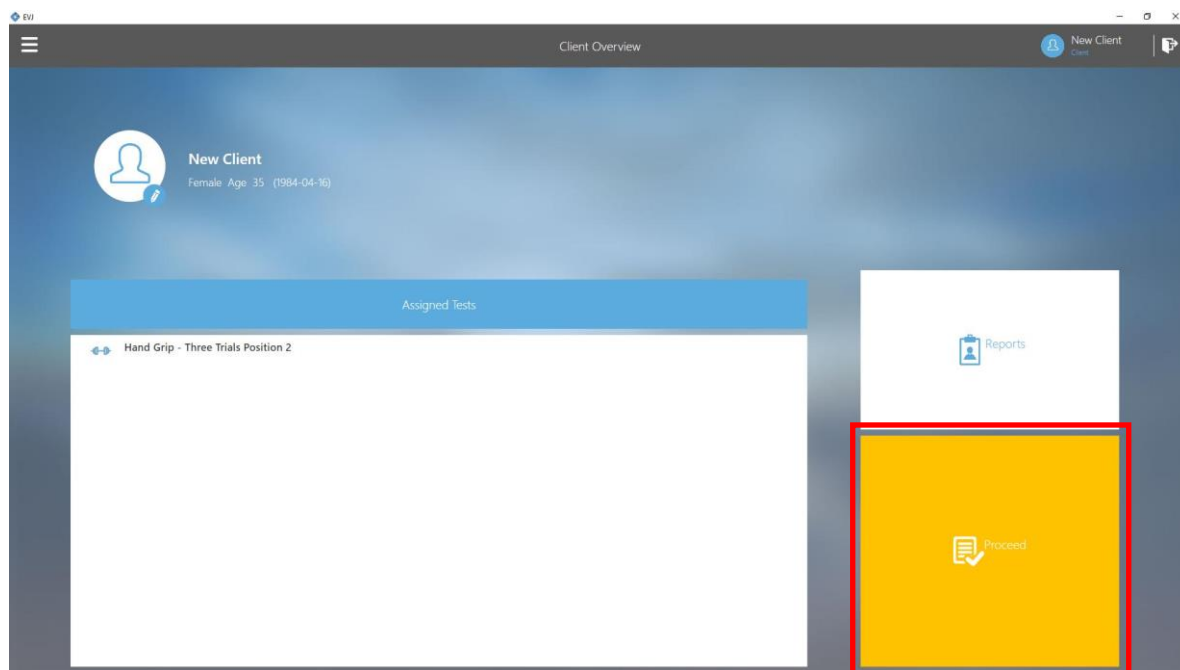 EVJ
Client Overview
New Client
Client
New Client
Female Age 35 (1984-04-16)
Assigned Tests
Hand Grip - Three Trials Position 2
Reports
Proceed